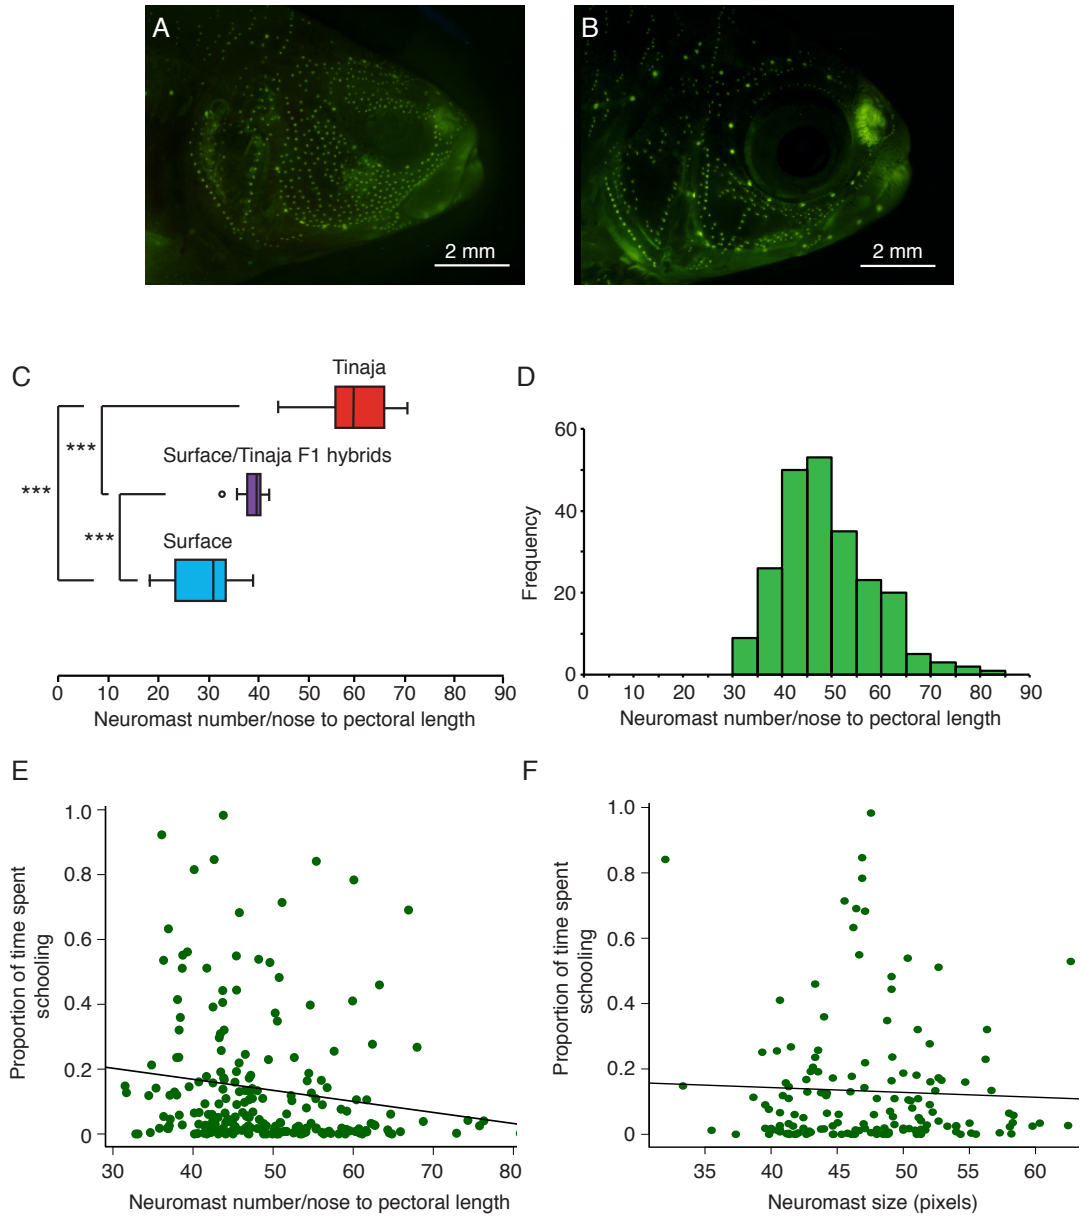 A
2 mm
B
2 mm
C
Tinaja
Surface/Tinaja F1 hybrids
Surface
***
***
***
0 10 20 30 40 50 60 70 80 90
Neuromast number/nose to pectoral length
D
60
40
20
0
Frequency
0 10 20 30 40 50 60 70 80 90
Neuromast number/nose to pectoral length
E
1.0
0.8
0.6
0.4
0.2
0
Proportion of time spent
schooling
30 40 50 60 70 80
Neuromast number/nose to pectoral length
F
1.0
0.8
0.6
0.4
0.2
0
Proportion of time spent
schooling
35 40 45 50 55 60
Neuromast size (pixels)